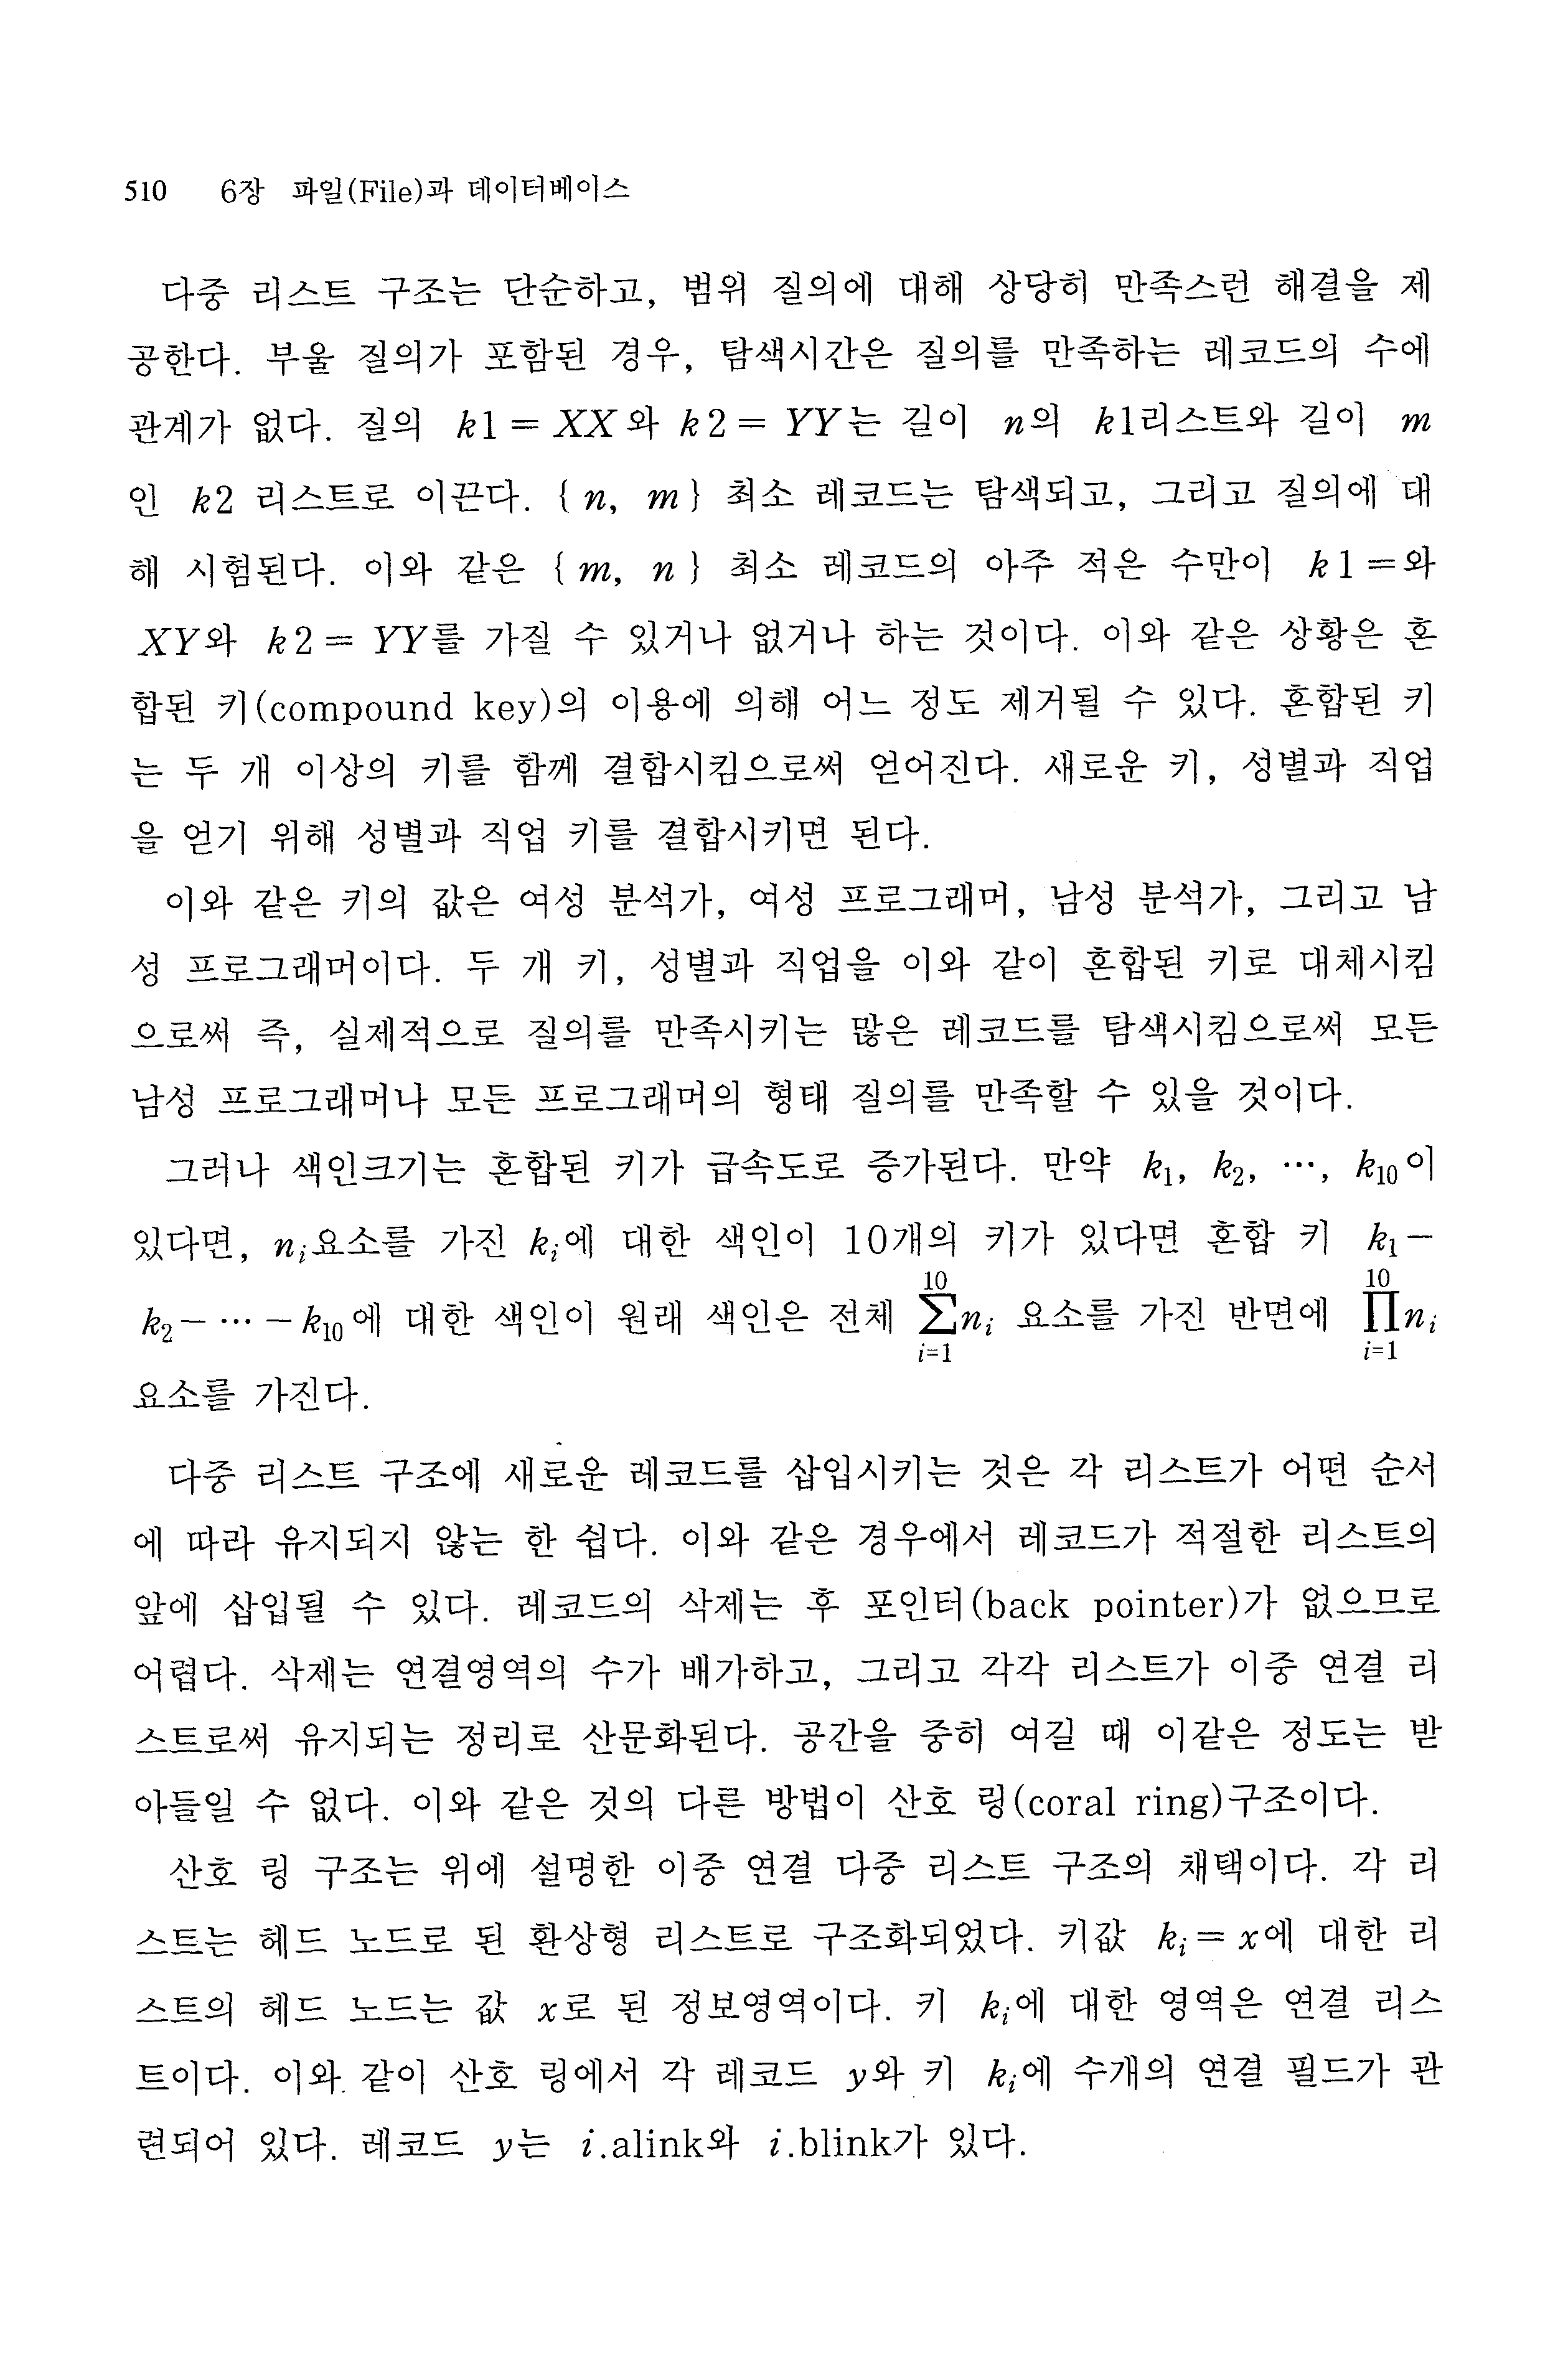 510 6장 파일(File)과 데이터베이스
다중 리스트 구조는 단순하고, 범위 질의에 대해 상당히 만족스런 해결을 제
공한다. 부울 질의가 포함된 경우, 탐색시간은 질의를 만족하는 레코드의 수에
관계가 없다. 질의 k1 = XX와 k2 = YY는 길이 n의 k1리스트와 길이 m
인 k2 리스트로 이끈다. { n, m } 최소 레코드는 탐색되고, 그리고 질의에 대
해 시험된다. 이와 같은 { m, n } 최소 레코드의 아주 적은 수만이 k1 =와
XY와 k2 = YY를 가질 수 있거나 없거나 하는 것이다. 이와 같은 상황은 혼
합된 키(compound key)의 이용에 의해 어느 정도 제거될 수 있다. 혼합된 키
는 두 개 이상의 키를 함께 결합시킴으로써 얻어진다. 새로운 키, 성별과 직업
을 얻기 위해 성별과 직업 키를 결합시키면 된다.
이와 같은 키의 값은 여성 분석가, 여성 프로그래머, 남성 분석가, 그리고 남
성 프로그래머이다. 두 개 키, 성별과 직업을 이와 같이 혼합된 키로 대체시킴
으로써 즉, 실제적으로 질의를 만족시키는 많은 레코드를 탐색시킴으로써 모든
남성 프로그래머나 모든 프로그래머의 형태 질의를 만족할 수 있을 것이다.
그러나 색인크기는 혼합된 키가 급속도로 증가된다. 만약 k₁, k₂, ⋯, k₁₀이
있다면, nᵢ요소를 가진 kᵢ에 대한 색인이 10개의 키가 있다면 혼합 키 k₁−
k₂− ⋯ −k₁₀에 대한 색인이 원래 색인은 전체 $\sum_{i=1}^{10} n_i$ 요소를 가진 반면에 $\prod_{i=1}^{10} n_i$
요소를 가진다.
다중 리스트 구조에 새로운 레코드를 삽입시키는 것은 각 리스트가 어떤 순서
에 따라 유지되지 않는 한 쉽다. 이와 같은 경우에서 레코드가 적절한 리스트의
앞에 삽입될 수 있다. 레코드의 삭제는 후 포인터(back pointer)가 없으므로
어렵다. 삭제는 연결영역의 수가 배가하고, 그리고 각각 리스트가 이중 연결 리
스트로써 유지되는 정리로 산문화된다. 공간을 중히 여길 때 이같은 정도는 받
아들일 수 없다. 이와 같은 것의 다른 방법이 산호 링(coral ring)구조이다.
산호 링 구조는 위에 설명한 이중 연결 다중 리스트 구조의 채택이다. 각 리
스트는 헤드 노드로 된 환상형 리스트로 구조화되었다. 키값 kᵢ = x에 대한 리
스트의 헤드 노드는 값 x로 된 정보영역이다. 키 kᵢ에 대한 영역은 연결 리스
트이다. 이와 같이 산호 링에서 각 레코드 y와 키 kᵢ에 수개의 연결 필드가 관
련되어 있다. 레코드 y는 i.alink와 i.blink가 있다.